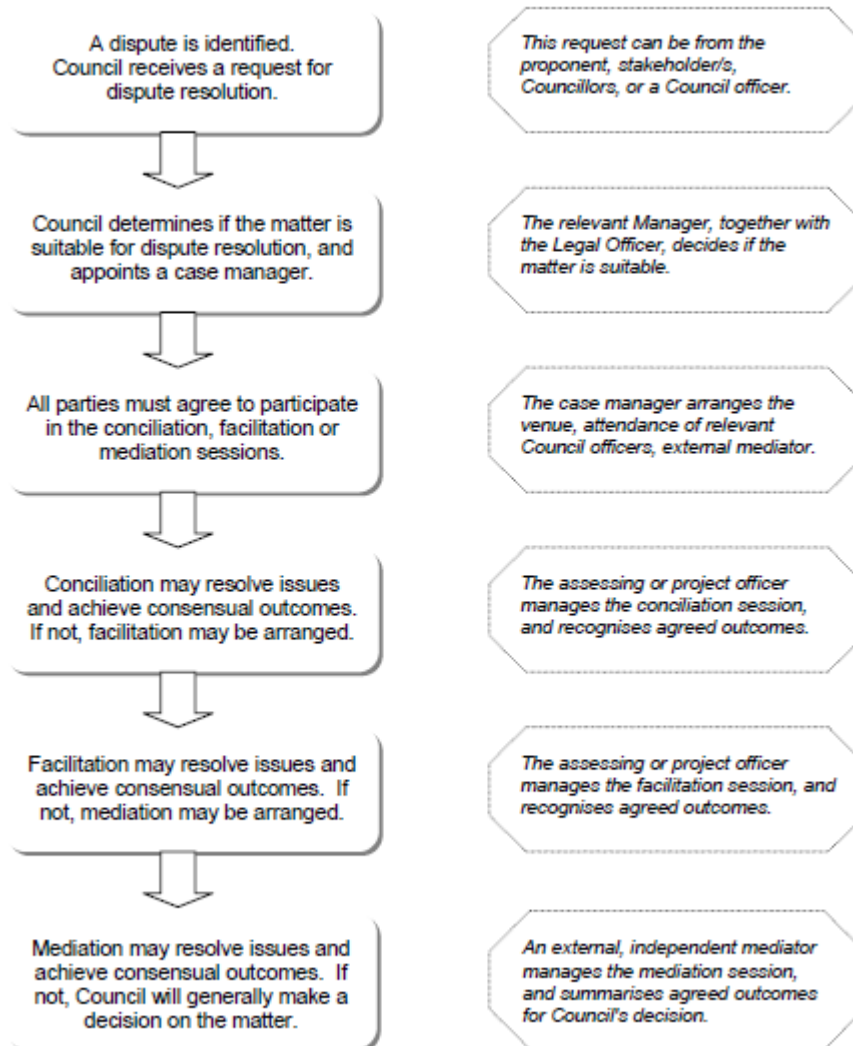 A dispute is identified.
Council receives a request for
dispute resolution.
This request can be from the
proponent, stakeholder/s,
Councillors, or a Council officer.
Council determines if the matter is
suitable for dispute resolution, and
appoints a case manager.
The relevant Manager, together with
the Legal Officer, decides if the
matter is suitable.
All parties must agree to participate
in the conciliation, facilitation or
mediation sessions.
The case manager arranges the
venue, attendance of relevant
Council officers, external mediator.
Conciliation may resolve issues
and achieve consensual outcomes.
If not, facilitation may be arranged.
The assessing or project officer
manages the conciliation session,
and recognises agreed outcomes.
Facilitation may resolve issues and
achieve consensual outcomes. If
not, mediation may be arranged.
The assessing or project officer
manages the facilitation session, and
recognises agreed outcomes.
Mediation may resolve issues and
achieve consensual outcomes. If
not, Council will generally make a
decision on the matter.
An external, independent mediator
manages the mediation session,
and summarises agreed outcomes
for Council's decision.